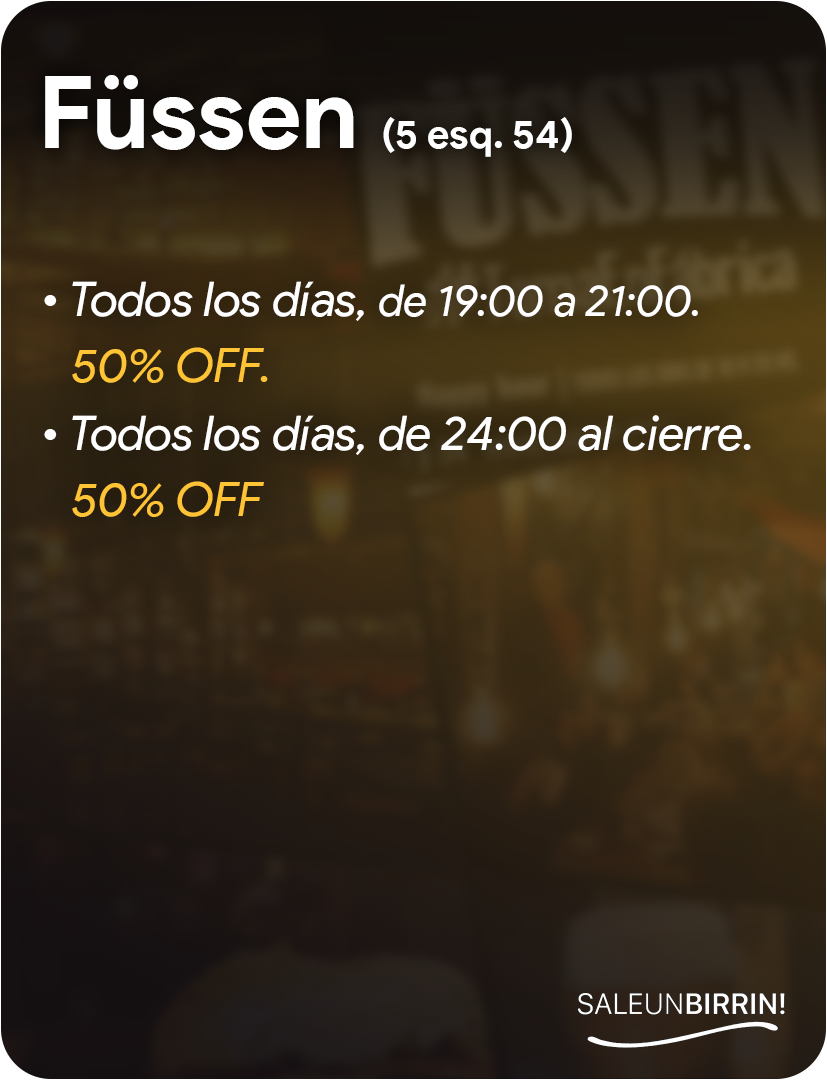 Füssen (5 esq. 54)
FÜSSEN
• Todos los días, de 19:00 a 21:00.
50% OFF.
• Todos los días, de 24:00 al cierre.
50% OFF
SALEUNBIRRIN!